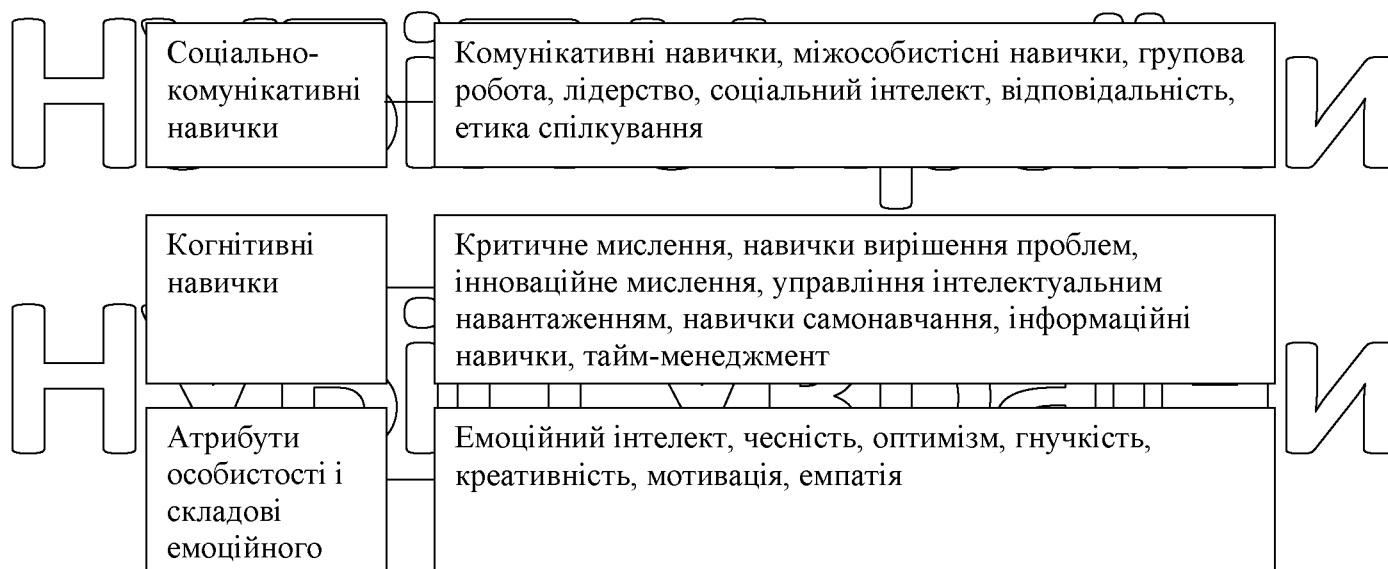 Соціально-
комунікативні
навички
Комунікативні навички, міжособистісні навички, групова
робота, лідерство, соціальний інтелект, відповідальність,
етика спілкування
Когнітивні
навички
Критичне мислення, навички вирішення проблем,
інноваційне мислення, управління інтелектуальним
навантаженням, навички самонавчання, інформаційні
навички, тайм-менеджмент
Атрибути
особистості і
складові
емоційного
Емоційний інтелект, чесність, оптимізм, гнучкість,
креативність, мотивація, емпатія